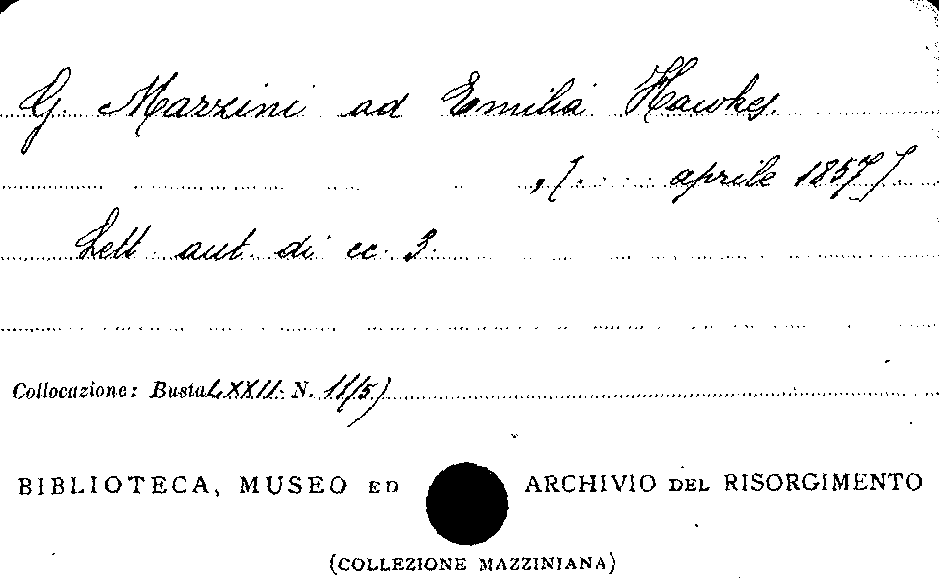 G. Mazzini ad Emilia Hawkes.
, [..... aprile 1857].
Lett. aut. di cc. 3.
Collocazione: Busta LXXII. N. 11(5)
BIBLIOTECA, MUSEO ED ARCHIVIO DEL RISORGIMENTO
(COLLEZIONE MAZZINIANA)